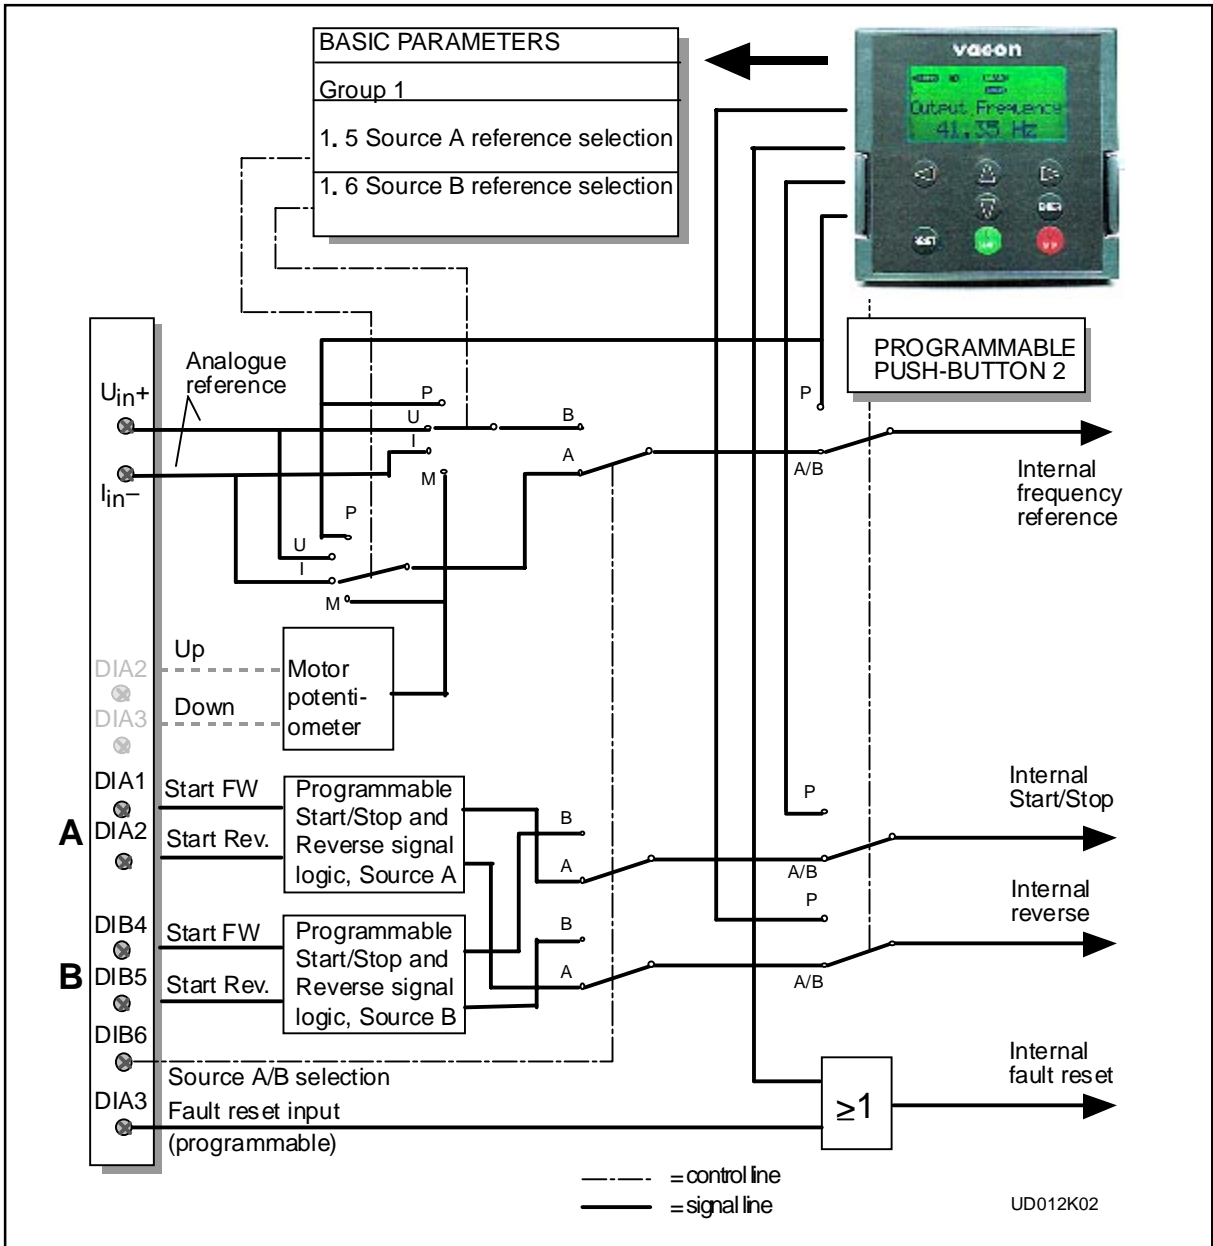 BASIC PARAMETERS
Group 1
1. 5 Source A reference selection
1. 6 Source B reference selection
vacon
Output Frequency
41,35 Hz
PROGRAMMABLE
PUSH-BUTTON 2
Analogue
reference
Uin+
Iin–
P
U
I
M
B
A
P
A/B
Internal
frequency
reference
P
U
I
M
DIA2
Up
DIA3
Down
Motor
potenti-
ometer
A
DIA1
Start FW
DIA2
Start Rev.
Programmable
Start/Stop and
Reverse signal
logic, Source A
B
A
P
A/B
Internal
Start/Stop
B
DIB4
Start FW
DIB5
Start Rev.
Programmable
Start/Stop and
Reverse signal
logic, Source B
B
A
P
A/B
Internal
reverse
DIB6
Source A/B selection
DIA3
Fault reset input
(programmable)
≥1
Internal
fault reset
= control line
= signal line
UD012K02